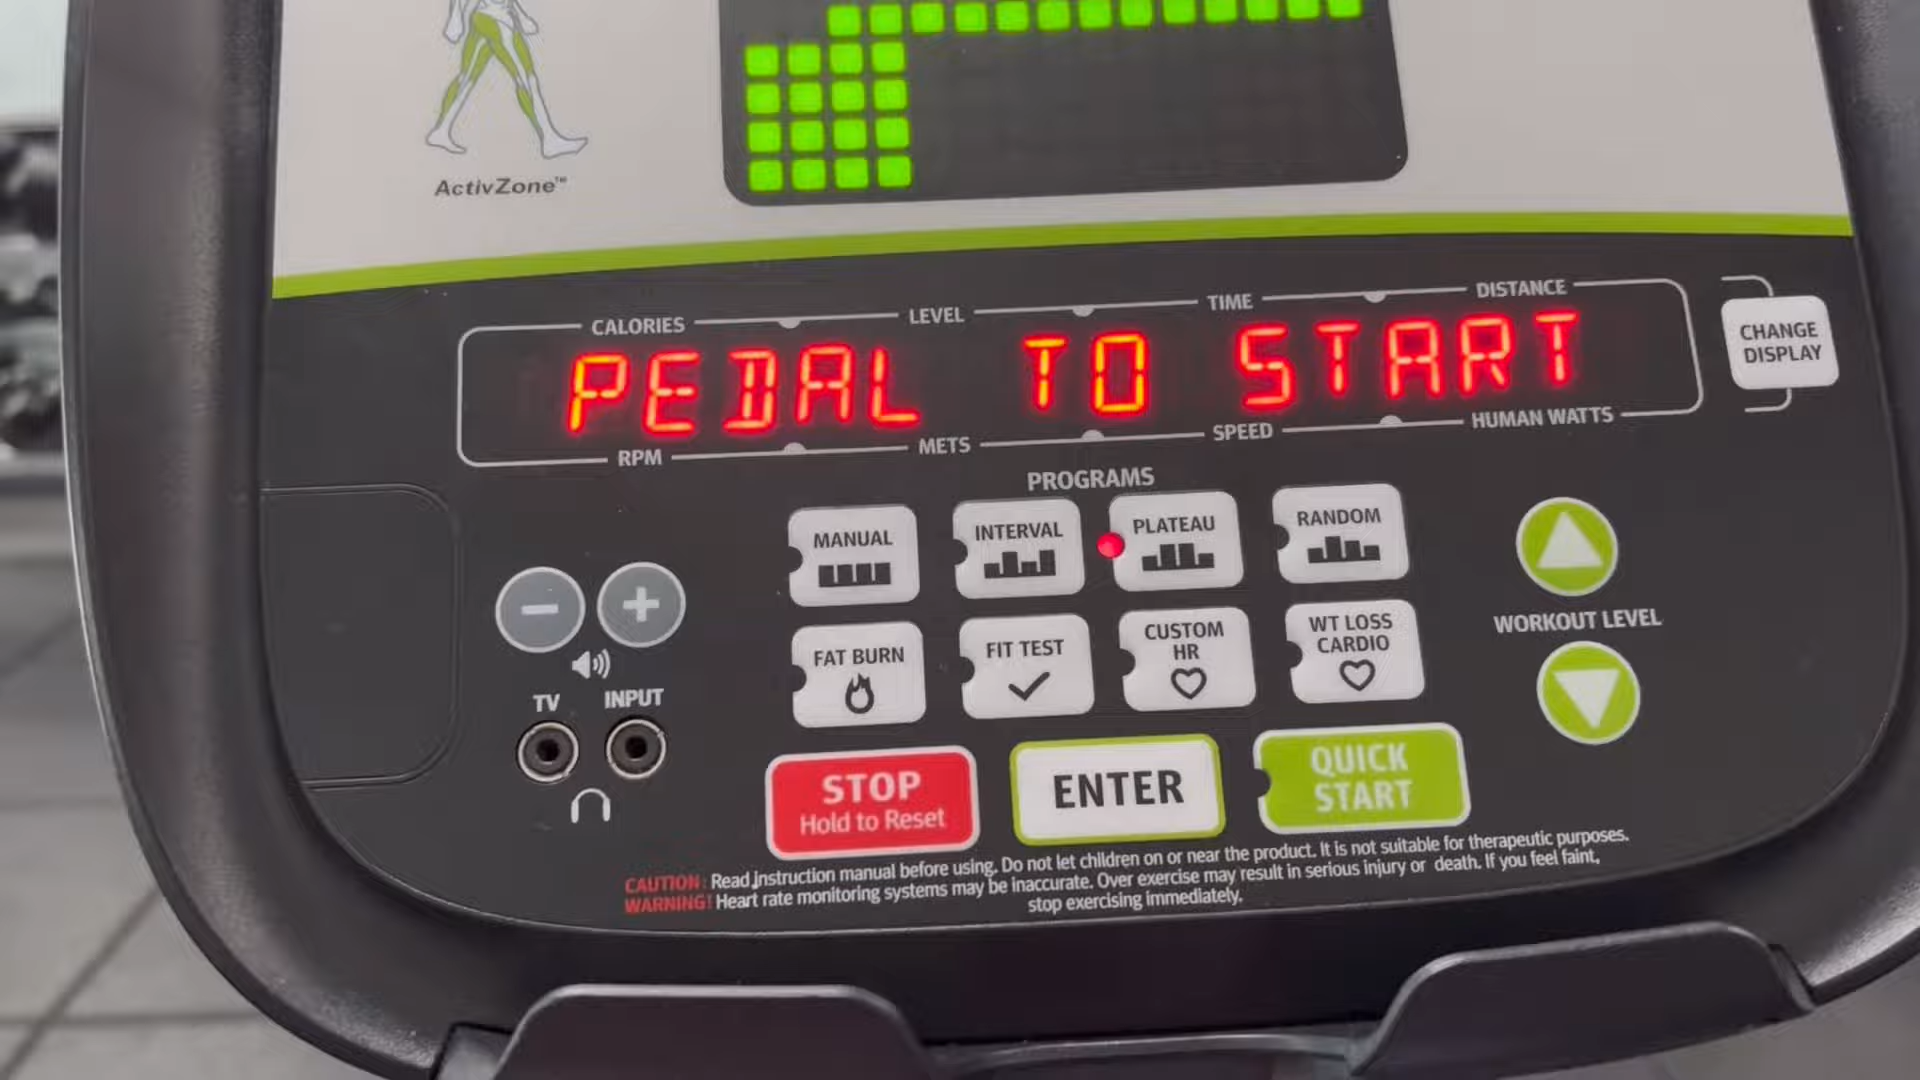 ActivZone™
CALORIES LEVEL TIME DISTANCE
PEDAL TO START
CHANGE
DISPLAY
RPM METS SPEED HUMAN WATTS
PROGRAMS
MANUAL
INTERVAL
PLATEAU
RANDOM
FAT BURN
FIT TEST
CUSTOM
HR
WT LOSS
CARDIO
WORKOUT LEVEL
TV INPUT
STOP
Hold to Reset
ENTER
QUICK
START
CAUTION: Read instruction manual before using. Do not let children on or near the product. It is not suitable for therapeutic purposes.
WARNING! Heart rate monitoring systems may be inaccurate. Over exercise may result in serious injury or death. If you feel faint,
stop exercising immediately.